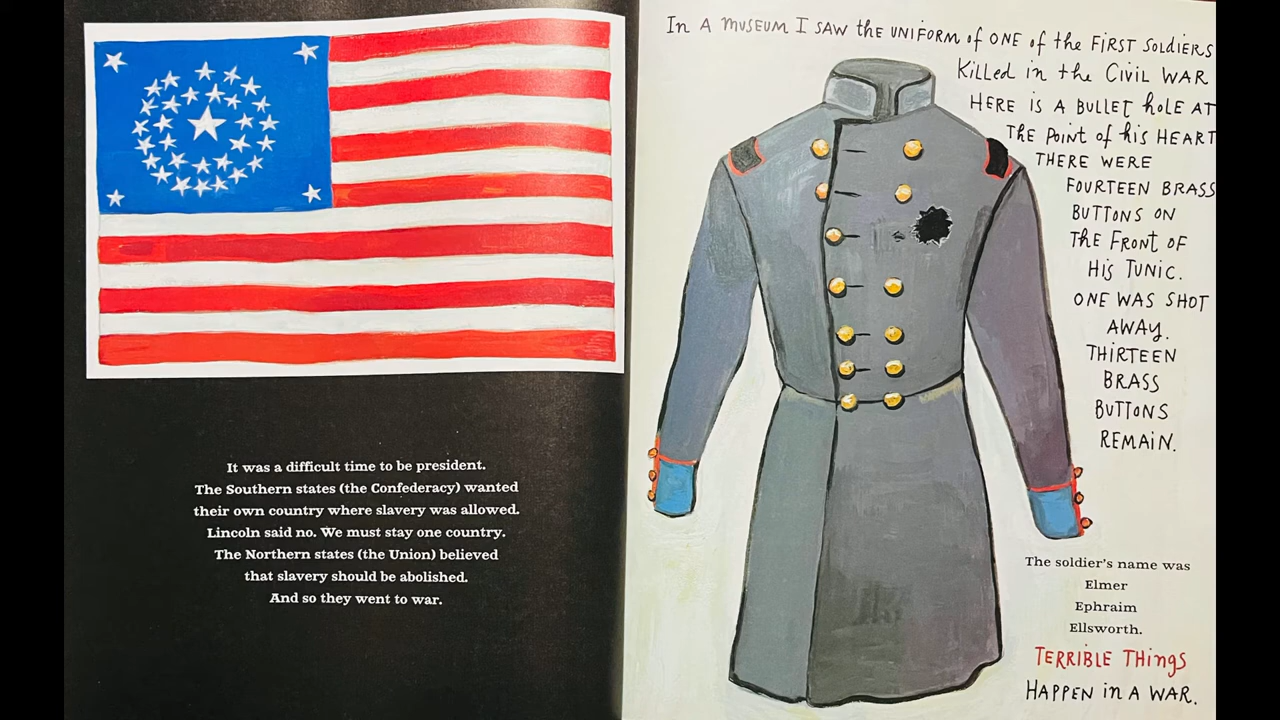 It was a difficult time to be president.
The Southern states (the Confederacy) wanted
their own country where slavery was allowed.
Lincoln said no. We must stay one country.
The Northern states (the Union) believed
that slavery should be abolished.
And so they went to war.
In A MUSEUM I SAW the UNIFORM of ONE of the FIRST SOLDIERS
Killed in the Civil WAR
HERE IS A BULLET hOLE AT
The Point of his HEART
THERE WERE
FOURTEEN BRASS
BUTTONS ON
The FRONT OF
HIS TUNIC.
ONE WAS SHOT
AWAY.
THIRTEEN
BRASS
BUTTONS
REMAIN.
The soldier's name was
Elmer
Ephraim
Ellsworth.
TERRIBLE THINgS
HAPPEN in A WAR.